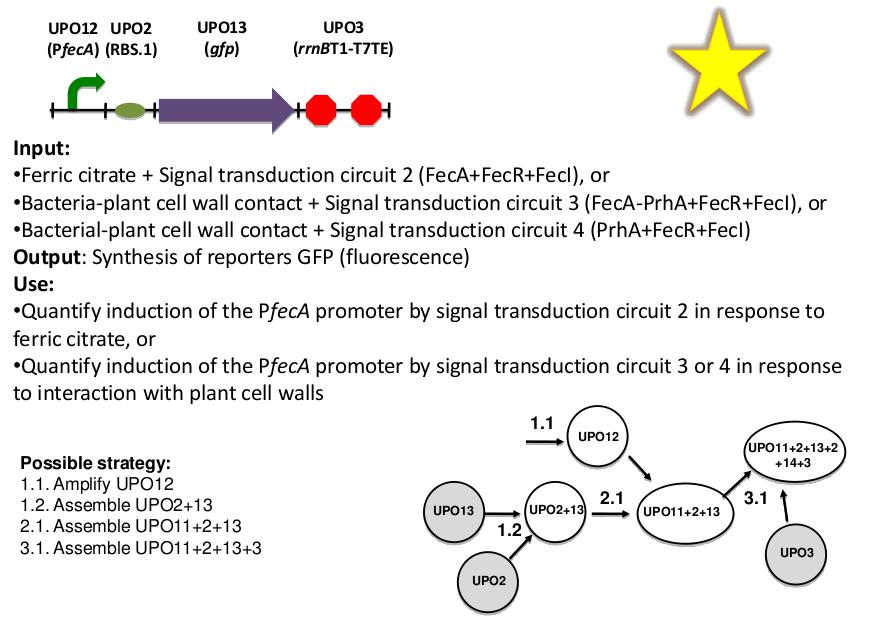 UPO12 UPO2 UPO13 UPO3
(PfecA) (RBS.1) (gfp) (rrnBT1-T7TE)
Input:
•Ferric citrate + Signal transduction circuit 2 (FecA+FecR+FecI), or
•Bacteria-plant cell wall contact + Signal transduction circuit 3 (FecA-PrhA+FecR+FecI), or
•Bacterial-plant cell wall contact + Signal transduction circuit 4 (PrhA+FecR+FecI)
Output: Synthesis of reporters GFP (fluorescence)
Use:
•Quantify induction of the PfecA promoter by signal transduction circuit 2 in response to
ferric citrate, or
•Quantify induction of the PfecA promoter by signal transduction circuit 3 or 4 in response
to interaction with plant cell walls
Possible strategy:
1.1. Amplify UPO12
1.2. Assemble UPO2+13
2.1. Assemble UPO11+2+13
3.1. Assemble UPO11+2+13+3
1.1
UPO12
UPO11+2+13+2
+14+3
UPO13
1.2
UPO2+13
2.1
UPO11+2+13
3.1
UPO2
UPO3